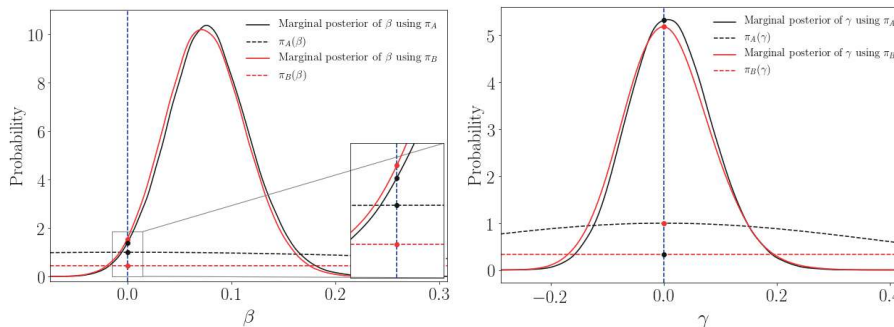 Marginal posterior of β using π_A
π_A(β)
Marginal posterior of β using π_B
π_B(β)
Probability
10
8
6
4
2
0
0.0
0.1
0.2
0.3
β
Marginal posterior of γ using π_A
π_A(γ)
Marginal posterior of γ using π_B
π_B(γ)
Probability
5
4
3
2
1
0
−0.2
0.0
0.2
0.4
γ